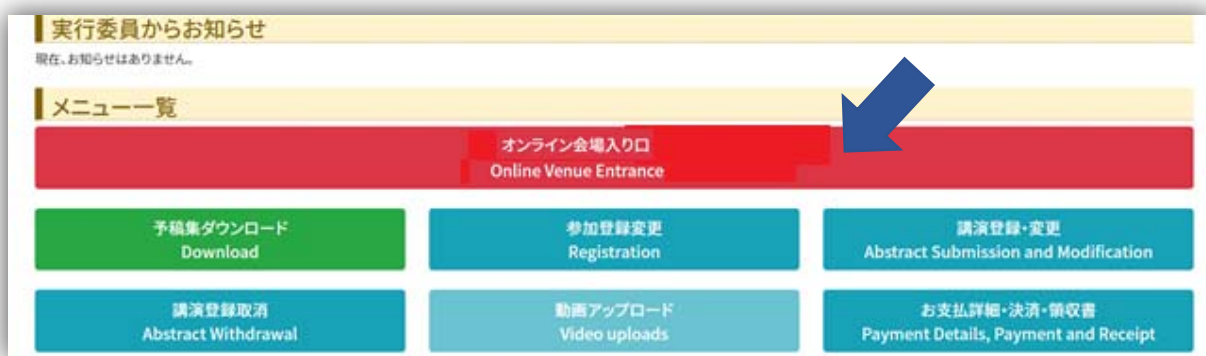 実行委員からお知らせ
現在、お知らせはありません。
メニュー一覧
オンライン会場入り口
Online Venue Entrance
予稿集ダウンロード
Download
参加登録変更
Registration
講演登録・変更
Abstract Submission and Modification
講演登録取消
Abstract Withdrawal
動画アップロード
Video uploads
お支払詳細・決済・領収書
Payment Details, Payment and Receipt